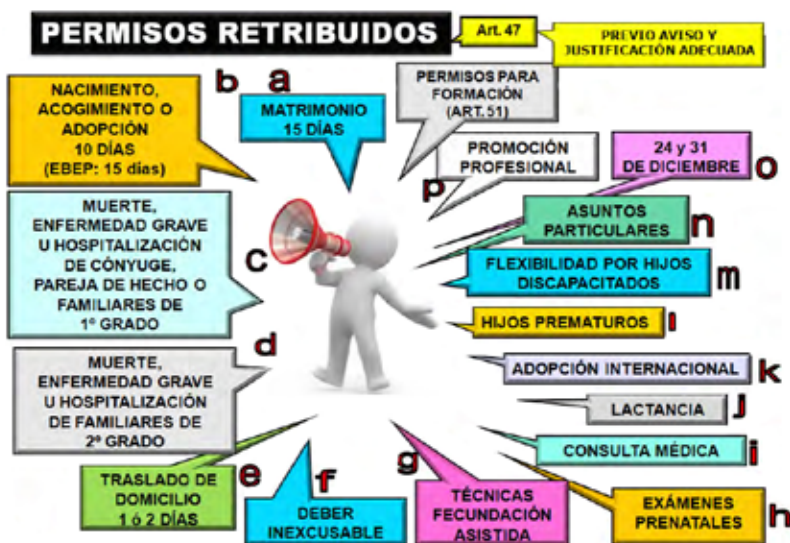 PERMISOS RETRIBUIDOS
Art. 47
PREVIO AVISO Y
JUSTIFICACIÓN ADECUADA
b
NACIMIENTO,
ACOGIMIENTO O
ADOPCIÓN
10 DÍAS
(EBEP: 15 días)
a
MATRIMONIO
15 DÍAS
PERMISOS PARA
FORMACIÓN
(ART. 51)
p
PROMOCIÓN
PROFESIONAL
24 y 31
DE DICIEMBRE
o
ASUNTOS
PARTICULARES
n
FLEXIBILIDAD POR HIJOS
DISCAPACITADOS
m
HIJOS PREMATUROS
l
ADOPCIÓN INTERNACIONAL
k
LACTANCIA
j
CONSULTA MÉDICA
i
EXÁMENES
PRENATALES
h
MUERTE,
ENFERMEDAD GRAVE
U HOSPITALIZACIÓN
DE CÓNYUGE,
PAREJA DE HECHO O
FAMILIARES DE
1º GRADO
c
MUERTE,
ENFERMEDAD GRAVE
U HOSPITALIZACIÓN
DE FAMILIARES DE
2º GRADO
d
TRASLADO DE
DOMICILIO
1 ó 2 DÍAS
e
f
DEBER
INEXCUSABLE
g
TÉCNICAS
FECUNDACIÓN
ASISTIDA